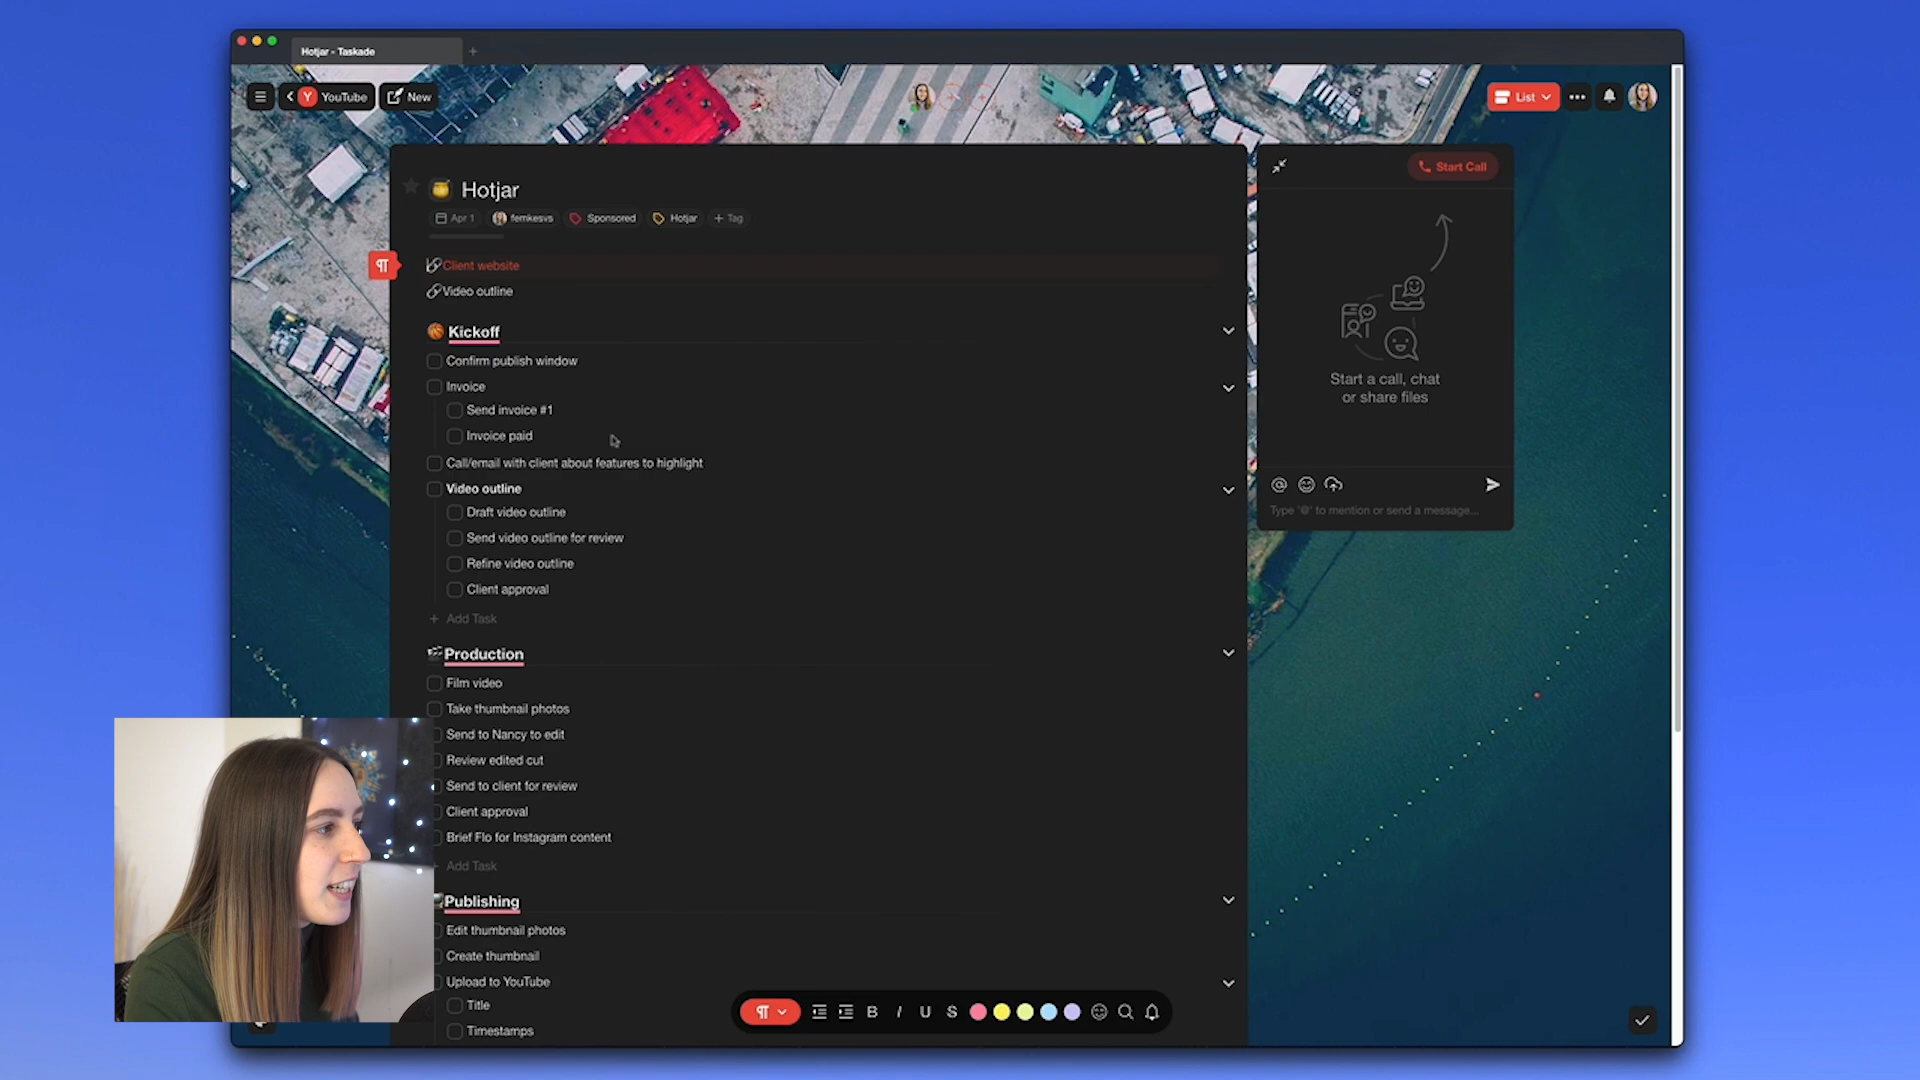 Hotjar - Taskade
YouTube
New
List
Hotjar
Apr 1
femkesvs
Sponsored
Hotjar
+ Tag
Start Call
Client website
Video outline
Kickoff
Confirm publish window
Invoice
Send invoice #1
Invoice paid
Call/email with client about features to highlight
Video outline
Draft video outline
Send video outline for review
Refine video outline
Client approval
+ Add Task
Start a call, chat
or share files
Type '@' to mention or send a message...
Production
Film video
Take thumbnail photos
Send to Nancy to edit
Review edited cut
Send to client for review
Client approval
Brief Flo for Instagram content
Add Task
Publishing
Edit thumbnail photos
Create thumbnail
Upload to YouTube
Title
Timestamps
B I U S